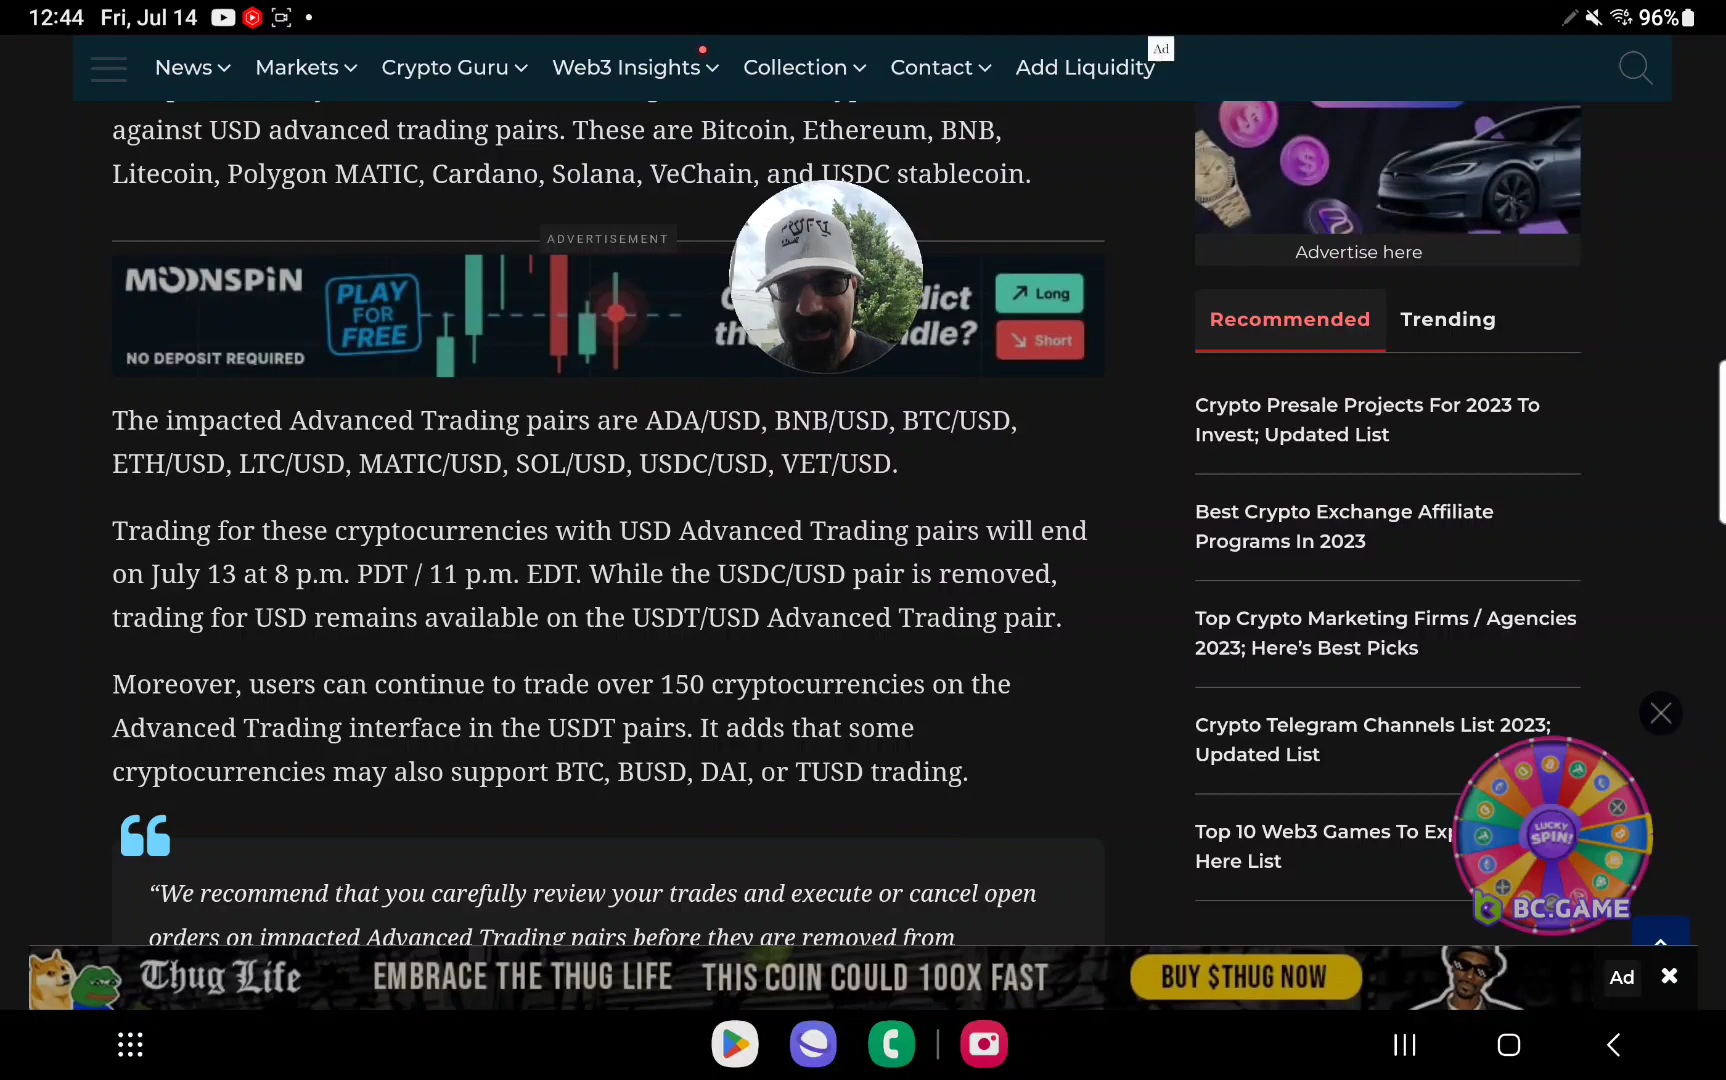 12:44 Fri, Jul 14
96%
News Markets Crypto Guru Web3 Insights Collection Contact Add Liquidity
Ad
against USD advanced trading pairs. These are Bitcoin, Ethereum, BNB,
Litecoin, Polygon MATIC, Cardano, Solana, VeChain, and USDC stablecoin.
ADVERTISEMENT
MOONSPIN
NO DEPOSIT REQUIRED
PLAY
FOR
FREE
Long
Short
The impacted Advanced Trading pairs are ADA/USD, BNB/USD, BTC/USD,
ETH/USD, LTC/USD, MATIC/USD, SOL/USD, USDC/USD, VET/USD.
Trading for these cryptocurrencies with USD Advanced Trading pairs will end
on July 13 at 8 p.m. PDT / 11 p.m. EDT. While the USDC/USD pair is removed,
trading for USD remains available on the USDT/USD Advanced Trading pair.
Moreover, users can continue to trade over 150 cryptocurrencies on the
Advanced Trading interface in the USDT pairs. It adds that some
cryptocurrencies may also support BTC, BUSD, DAI, or TUSD trading.
“We recommend that you carefully review your trades and execute or cancel open
orders on impacted Advanced Trading pairs before they are removed from
Advertise here
Recommended Trending
Crypto Presale Projects For 2023 To
Invest; Updated List
Best Crypto Exchange Affiliate
Programs In 2023
Top Crypto Marketing Firms / Agencies
2023; Here’s Best Picks
Crypto Telegram Channels List 2023;
Updated List
Top 10 Web3 Games To
Here List
LUCKY
SPIN!
BC.GAME
Thug Life EMBRACE THE THUG LIFE THIS COIN COULD 100X FAST BUY $THUG NOW
Ad